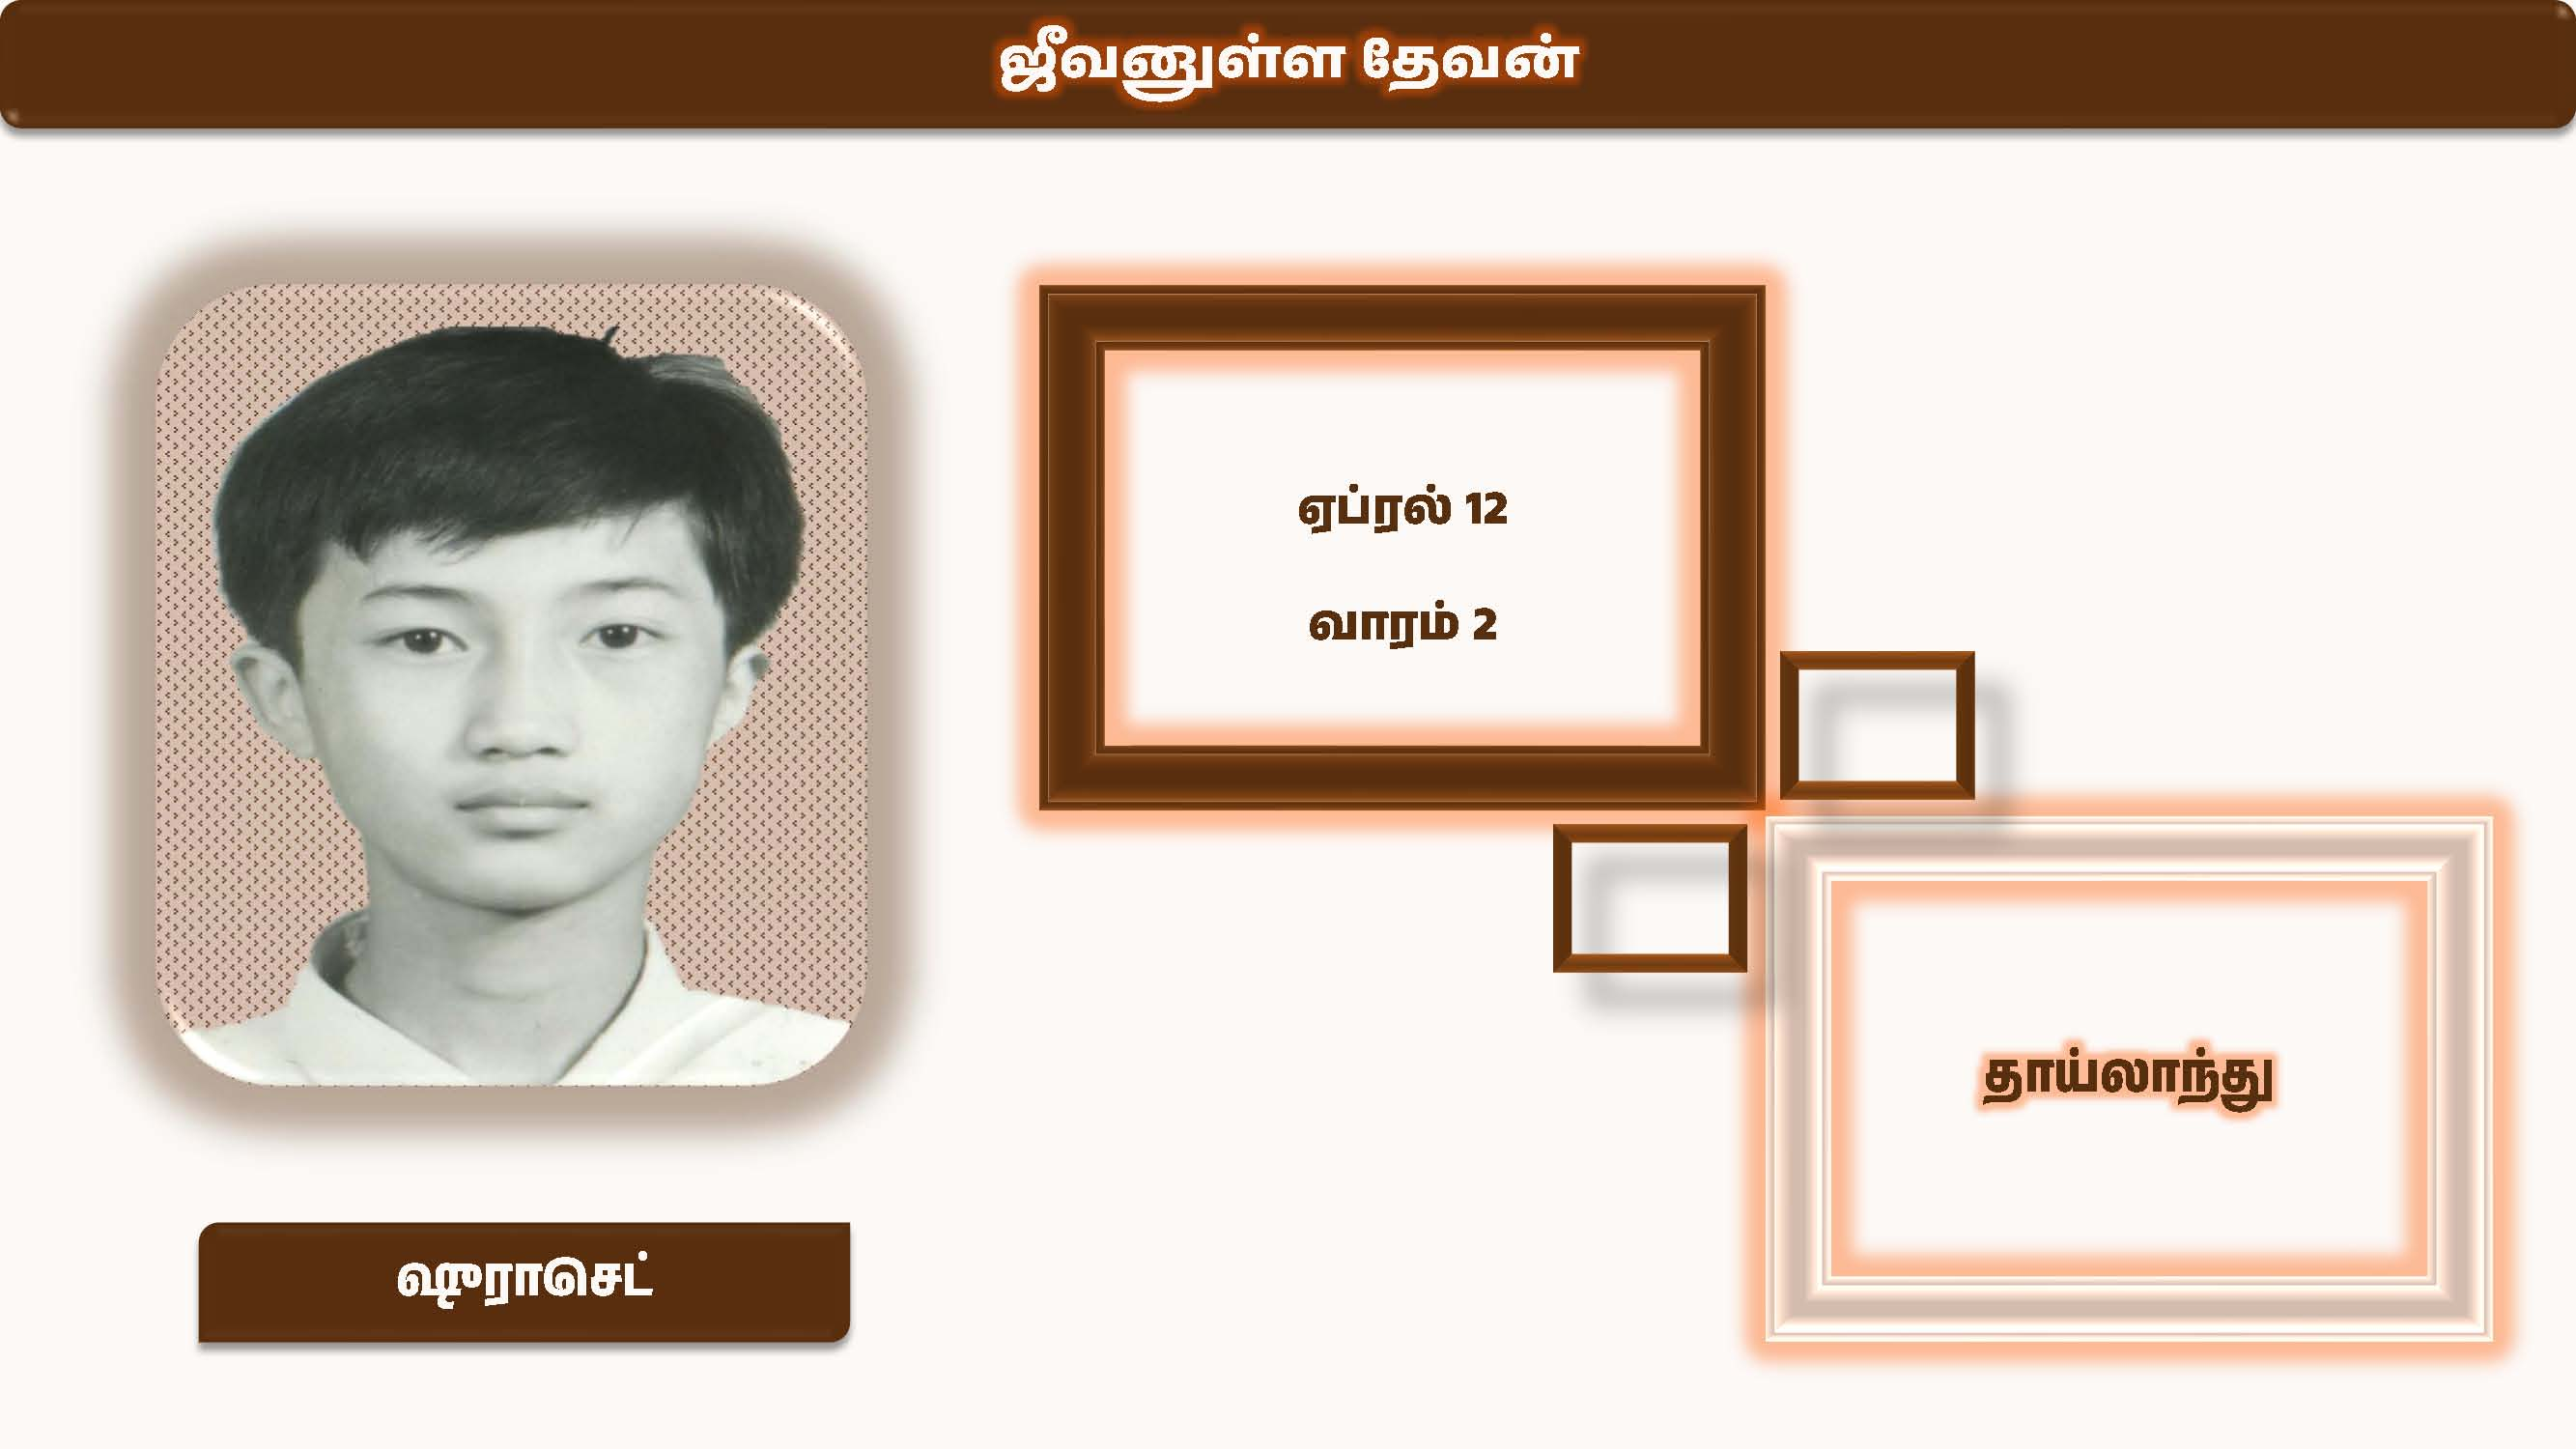 ஜீவனுள்ள தேவன்
ஏப்ரல் 12
வாரம் 2
தாய்லாந்து
ஷுராசெட்